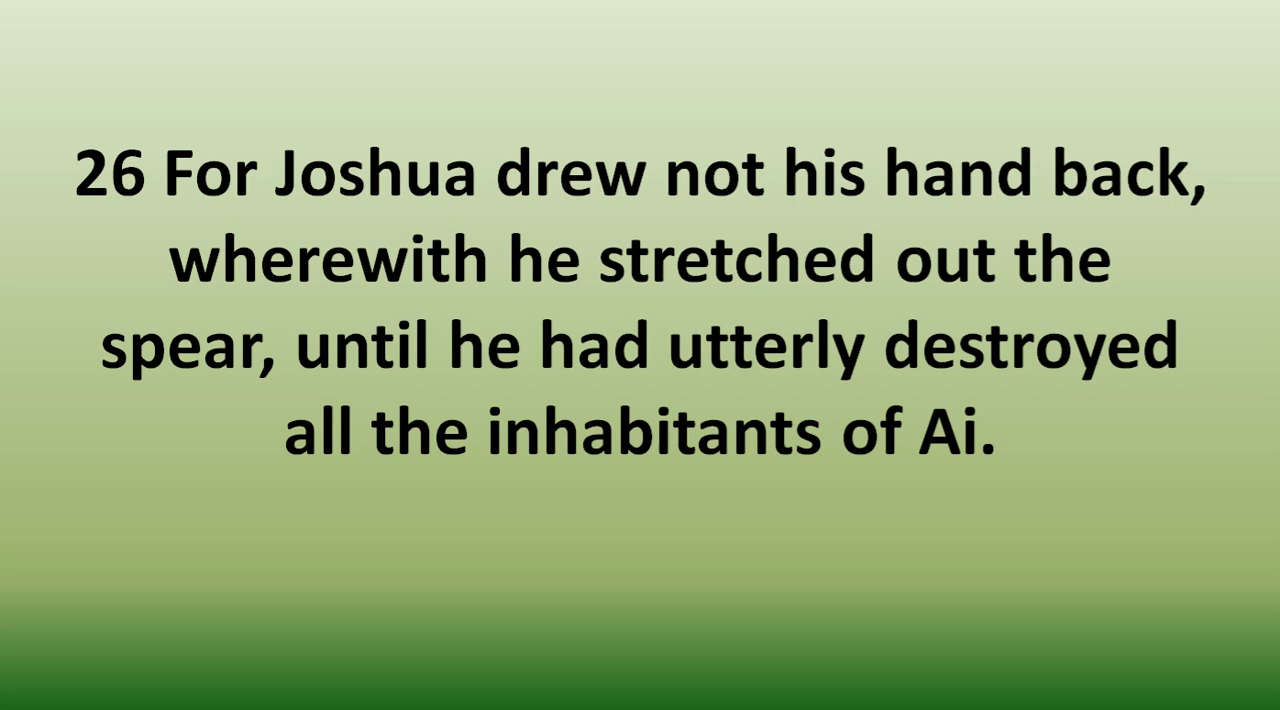 26 For Joshua drew not his hand back,
wherewith he stretched out the
spear, until he had utterly destroyed
all the inhabitants of Ai.